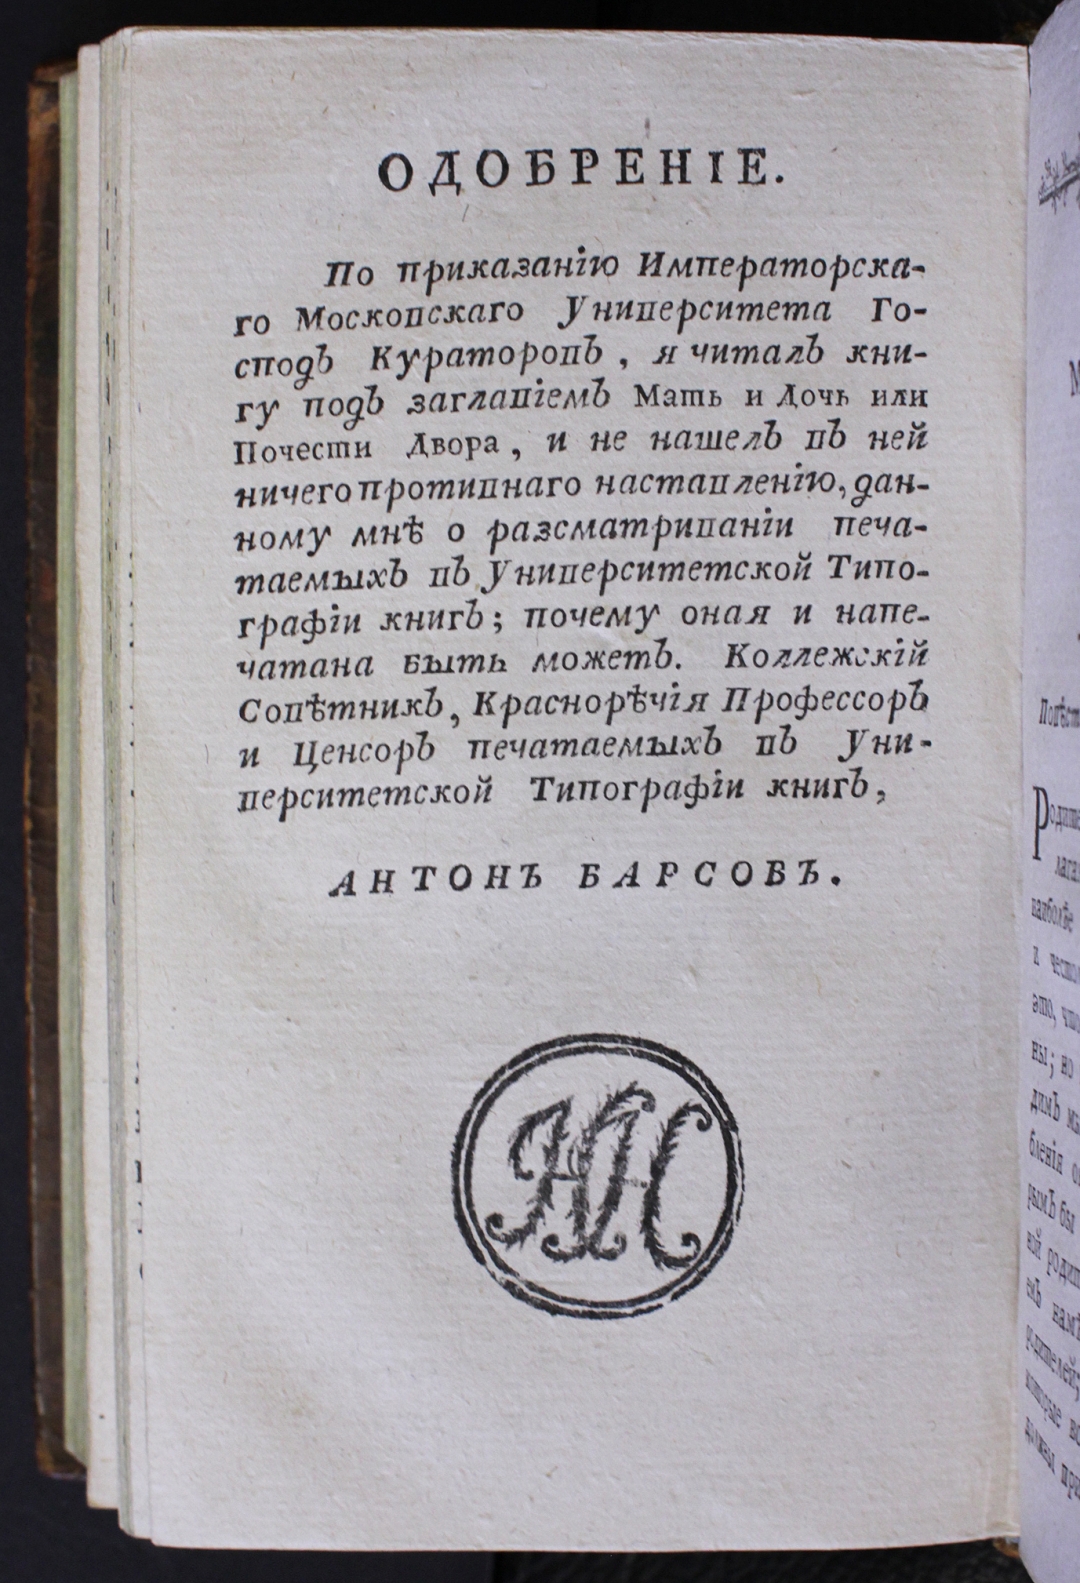 ОДОБРЕНІЕ.
По приказанію Императорска-
го Московскаго Университета Го-
сподъ Кураторовъ, я читалъ кни-
гу подъ заглавіемъ Мать и Дочь или
Почести Двора, и не нашелъ въ ней
ничего противнаго наставленію, дан-
ному мнѣ о разсматриваніи печа-
таемыхъ въ Университетской Типо-
графіи книгъ; почему оная и напе-
чатана быть можетъ. Коллежскій
Совѣтникъ, Краснорѣчія Профессоръ
и Ценсоръ печатаемыхъ въ Уни-
верситетской Типографіи книгъ,
АНТОНЪ БАРСОВЪ.